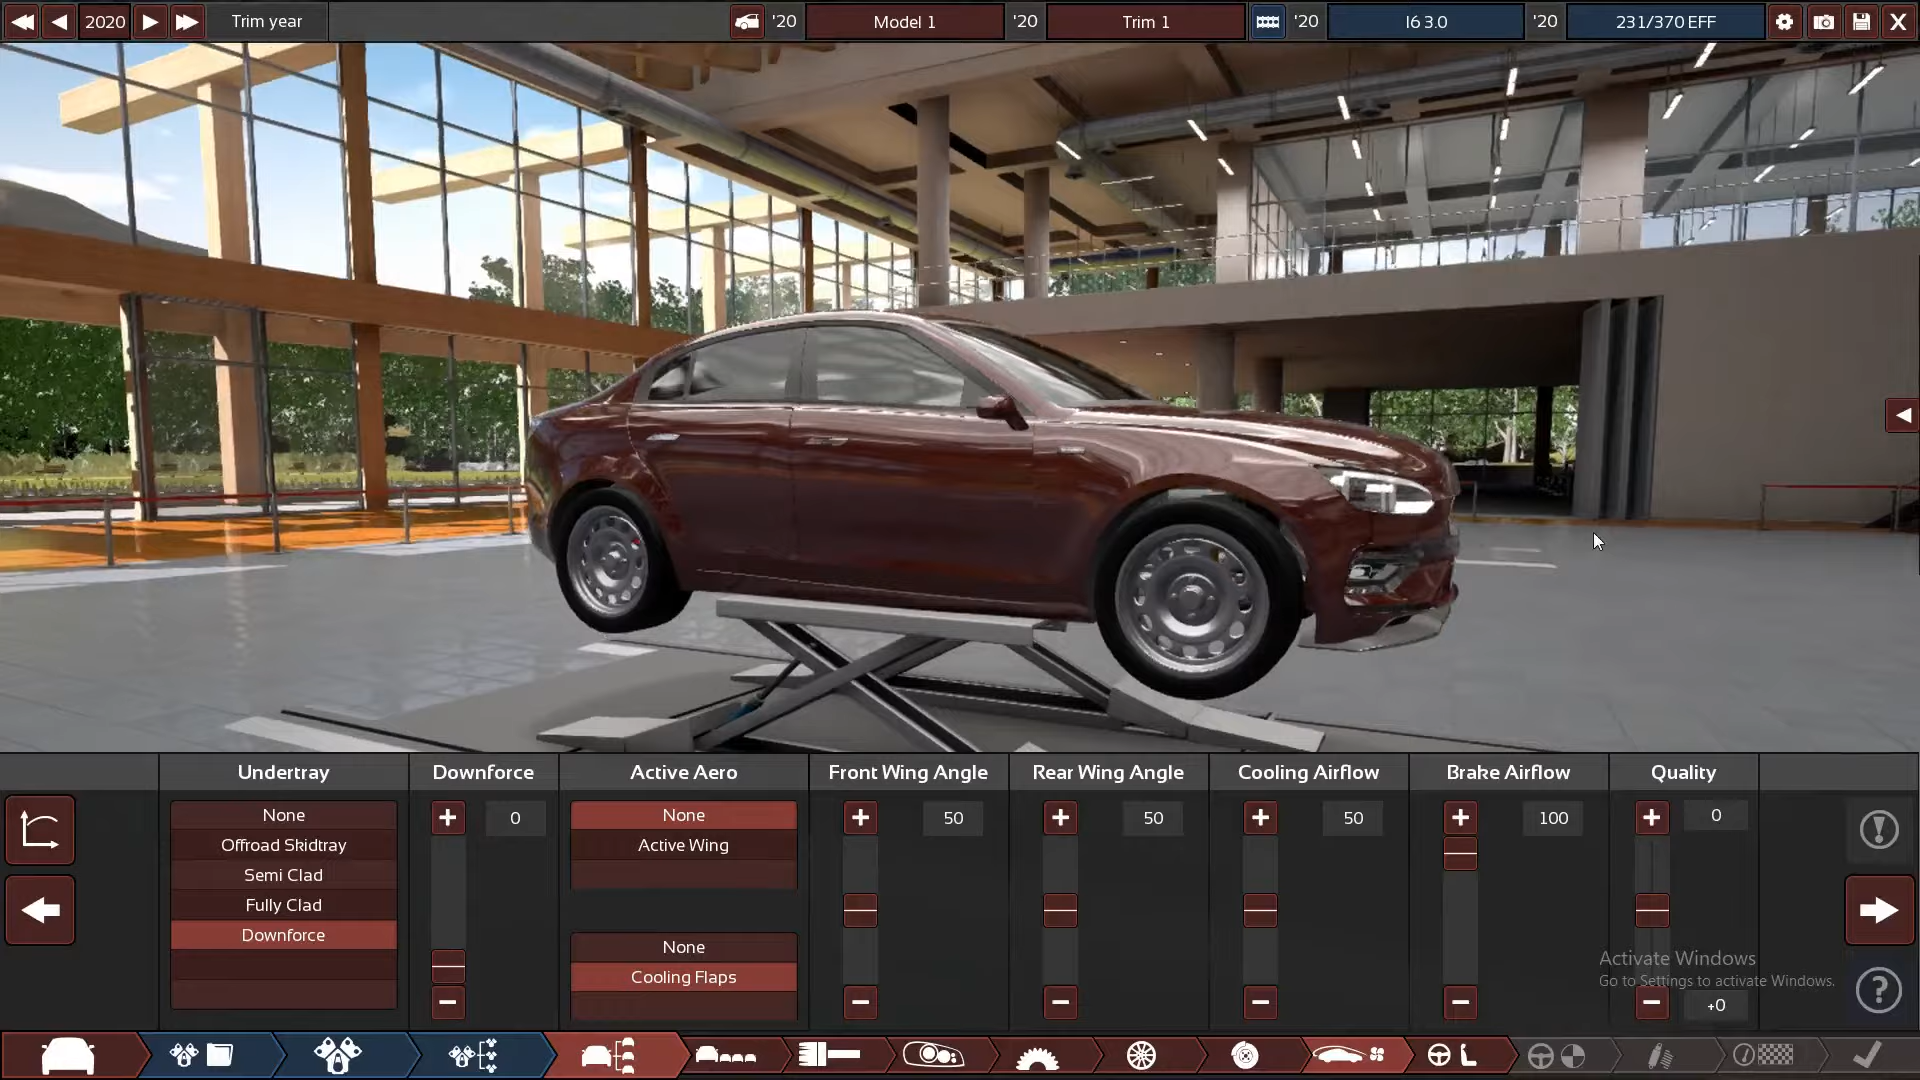 2020
Trim year
'20
Model 1
'20
Trim 1
'20
I6 3.0
'20
231/370 EFF
Undertray
None
Offroad Skidtray
Semi Clad
Fully Clad
Downforce
Downforce
0
Active Aero
None
Active Wing
None
Cooling Flaps
Front Wing Angle
50
Rear Wing Angle
50
Cooling Airflow
50
Brake Airflow
100
Quality
0
+0
Activate Windows
Go to Settings to activate Windows.